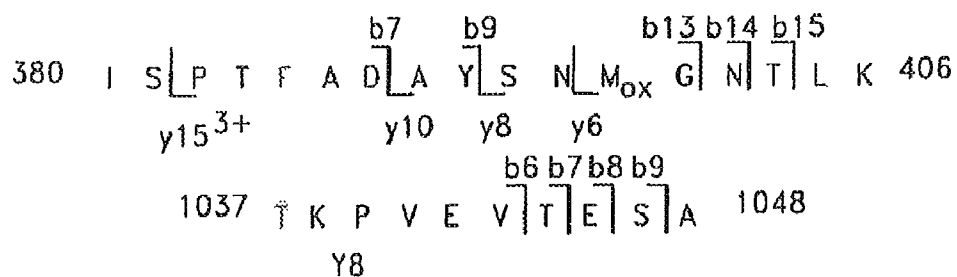 b7 b9 b13 b14 b15
380 I S P T F A D A Y S N Mox G N T L K 406
y15 3+ y10 y8 y6
b6 b7 b8 b9
1037 T K P V E V T E S A 1048
Y8